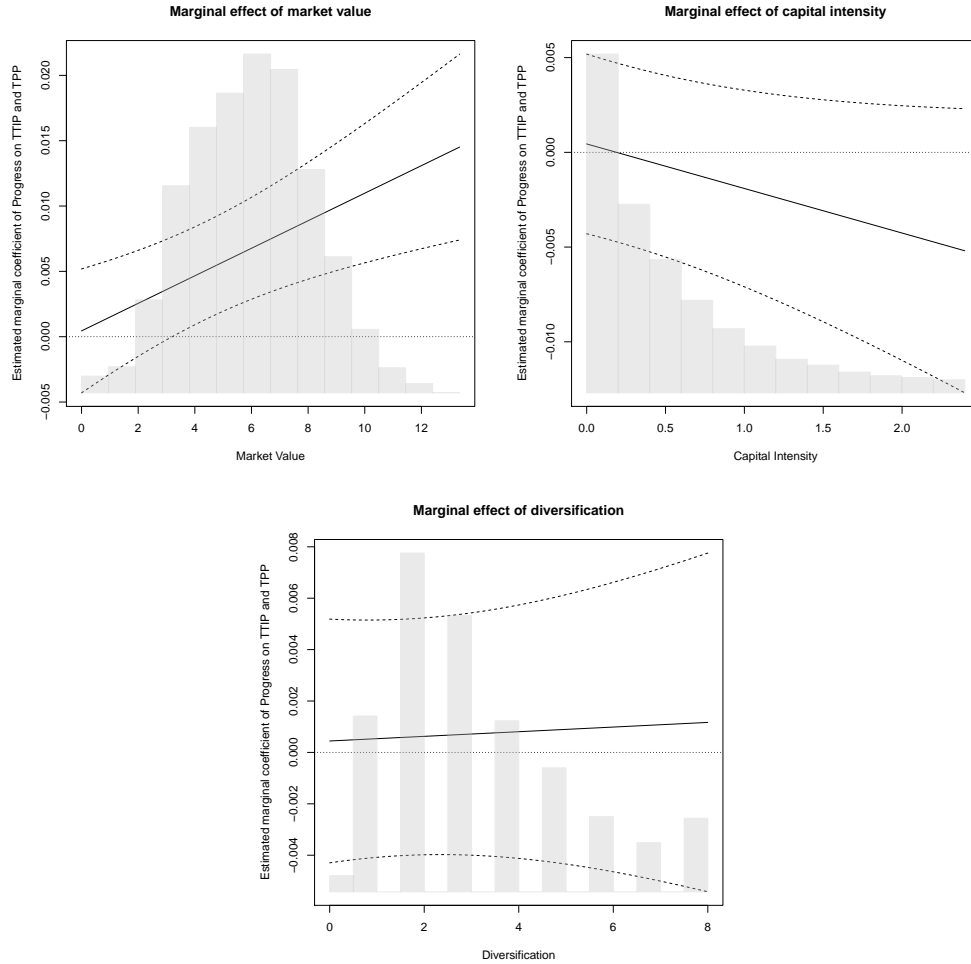 Marginal effect of market value
Estimated marginal coefficient of Progress on TTIP and TPP
0.020
0.015
0.010
0.005
0.000
−0.005
0 2 4 6 8 10 12
Market Value
Marginal effect of capital intensity
Estimated marginal coefficient of Progress on TTIP and TPP
0.005
0.000
−0.005
−0.010
0.0 0.5 1.0 1.5 2.0
Capital Intensity
Marginal effect of diversification
Estimated marginal coefficient of Progress on TTIP and TPP
0.008
0.006
0.004
0.002
0.000
−0.002
−0.004
0 2 4 6 8
Diversification